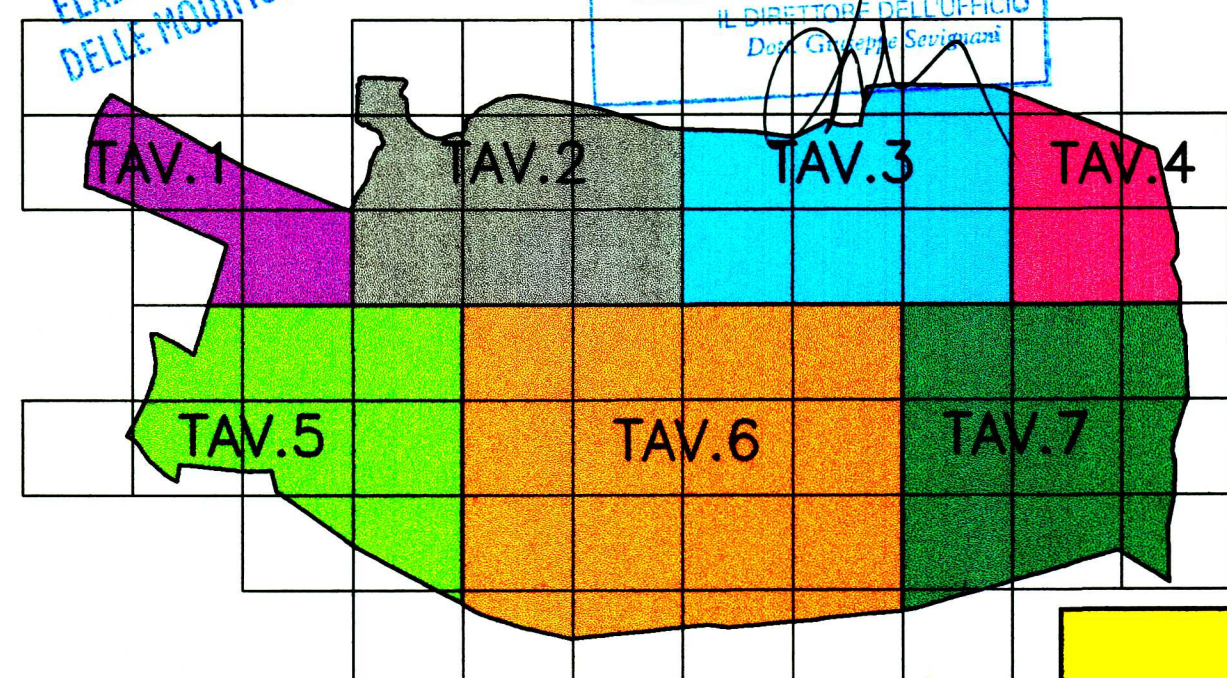 DELLE
IL DIRETTORE DELL'UFFICIO
Dott. Giuseppe Sevignani
TAV.1
TAV.2
TAV.3
TAV.4
TAV.5
TAV.6
TAV.7